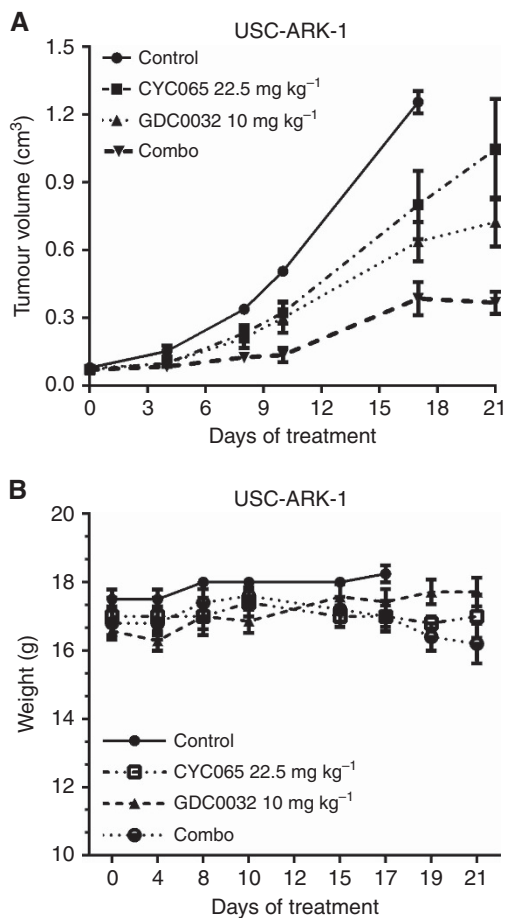 A
USC-ARK-1
1.5
1.2
0.9
0.6
0.3
0.0
Tumour volume (cm³)
Control
CYC065 22.5 mg kg⁻¹
GDC0032 10 mg kg⁻¹
Combo
0 3 6 9 12 15 18 21
Days of treatment
B
USC-ARK-1
20
18
16
14
12
10
Weight (g)
Control
CYC065 22.5 mg kg⁻¹
GDC0032 10 mg kg⁻¹
Combo
0 4 8 10 12 15 17 19 21
Days of treatment